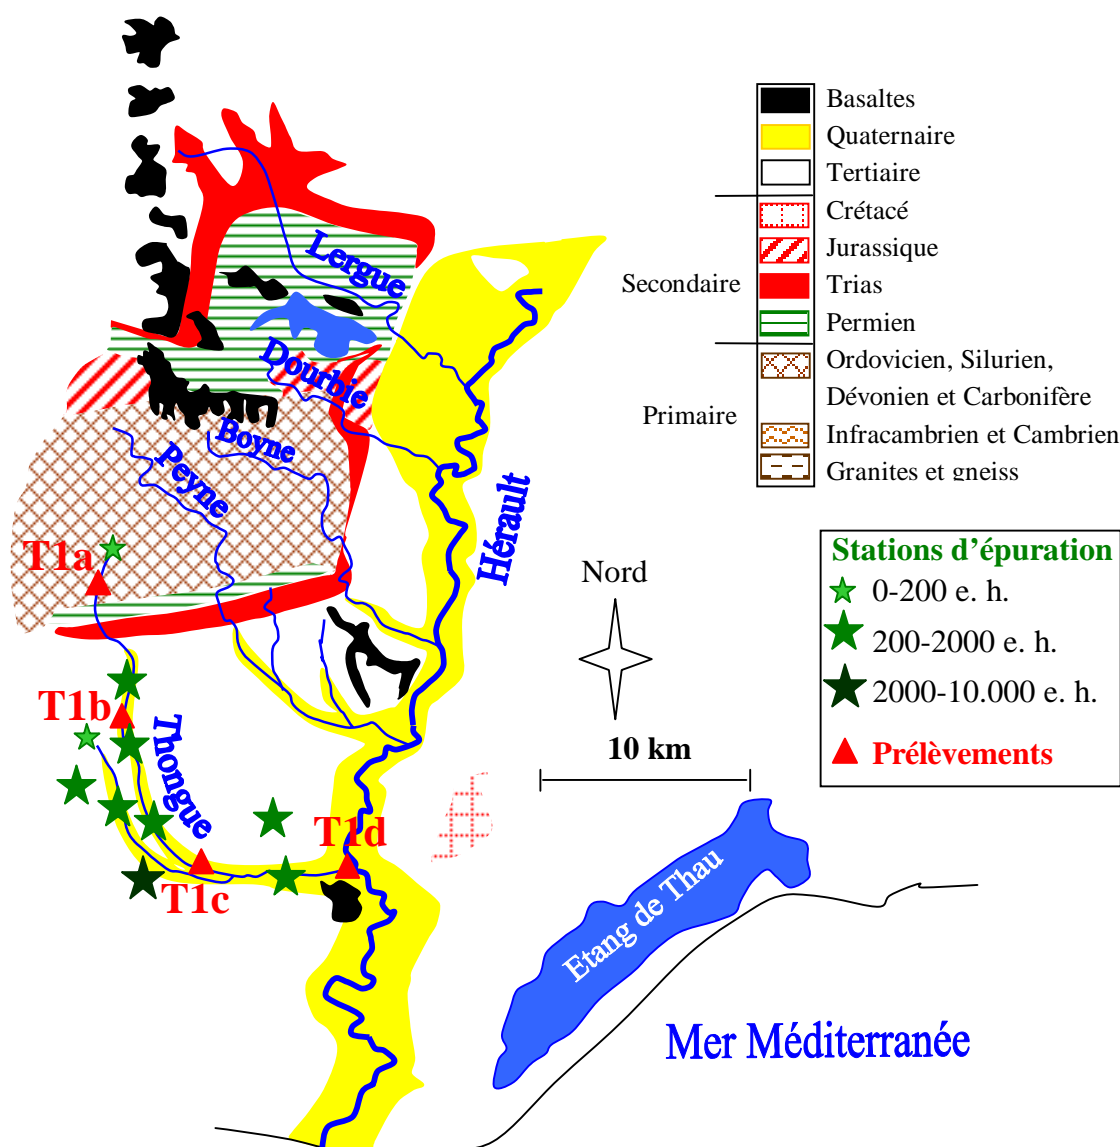 Basaltes
Quaternaire
Tertiaire
Crétacé
Jurassique
Secondaire
Trias
Permien
Ordovicien, Silurien,
Dévonien et Carbonifère
Primaire
Infracambrien et Cambrien
Granites et gneiss
Lergue
Dourbie
Boyne
Peyne
Hérault
T1a
Nord
Stations d'épuration
0-200 e. h.
200-2000 e. h.
2000-10.000 e. h.
Prélèvements
T1b
Thongue
10 km
T1d
T1c
Etang de Thau
Mer Méditerranée